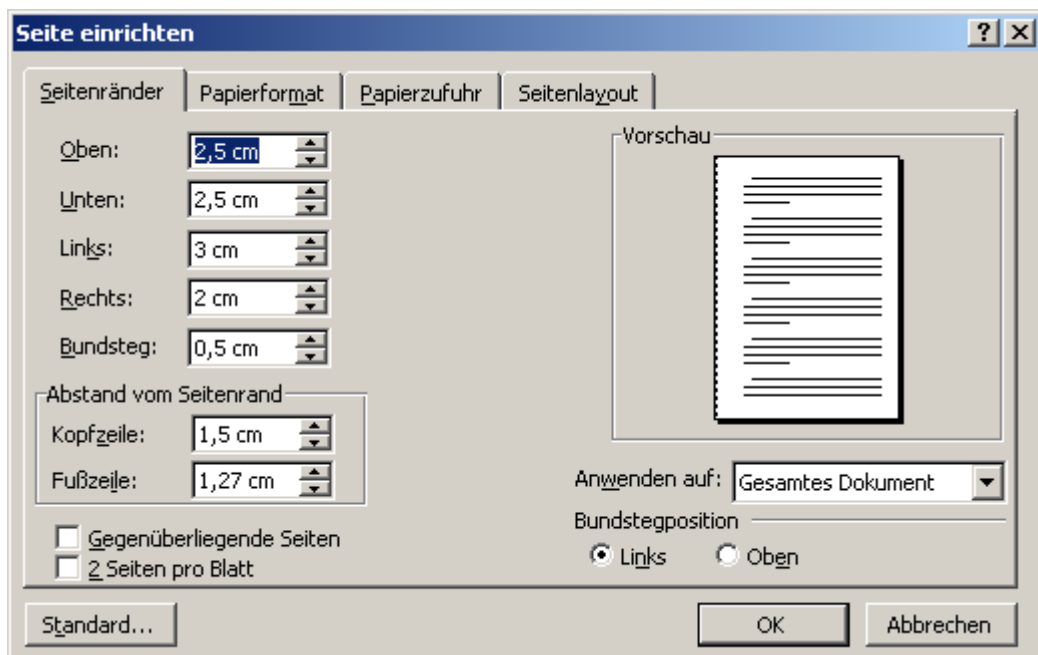 Seite einrichten
Seitenränder Papierformat Papierzufuhr Seitenlayout
Oben: 2,5 cm
Unten: 2,5 cm
Links: 3 cm
Rechts: 2 cm
Bundsteg: 0,5 cm
Abstand vom Seitenrand
Kopfzeile: 1,5 cm
Fußzeile: 1,27 cm
Gegenüberliegende Seiten
2 Seiten pro Blatt
Vorschau
Anwenden auf: Gesamtes Dokument
Bundstegposition
Links Oben
Standard... OK Abbrechen